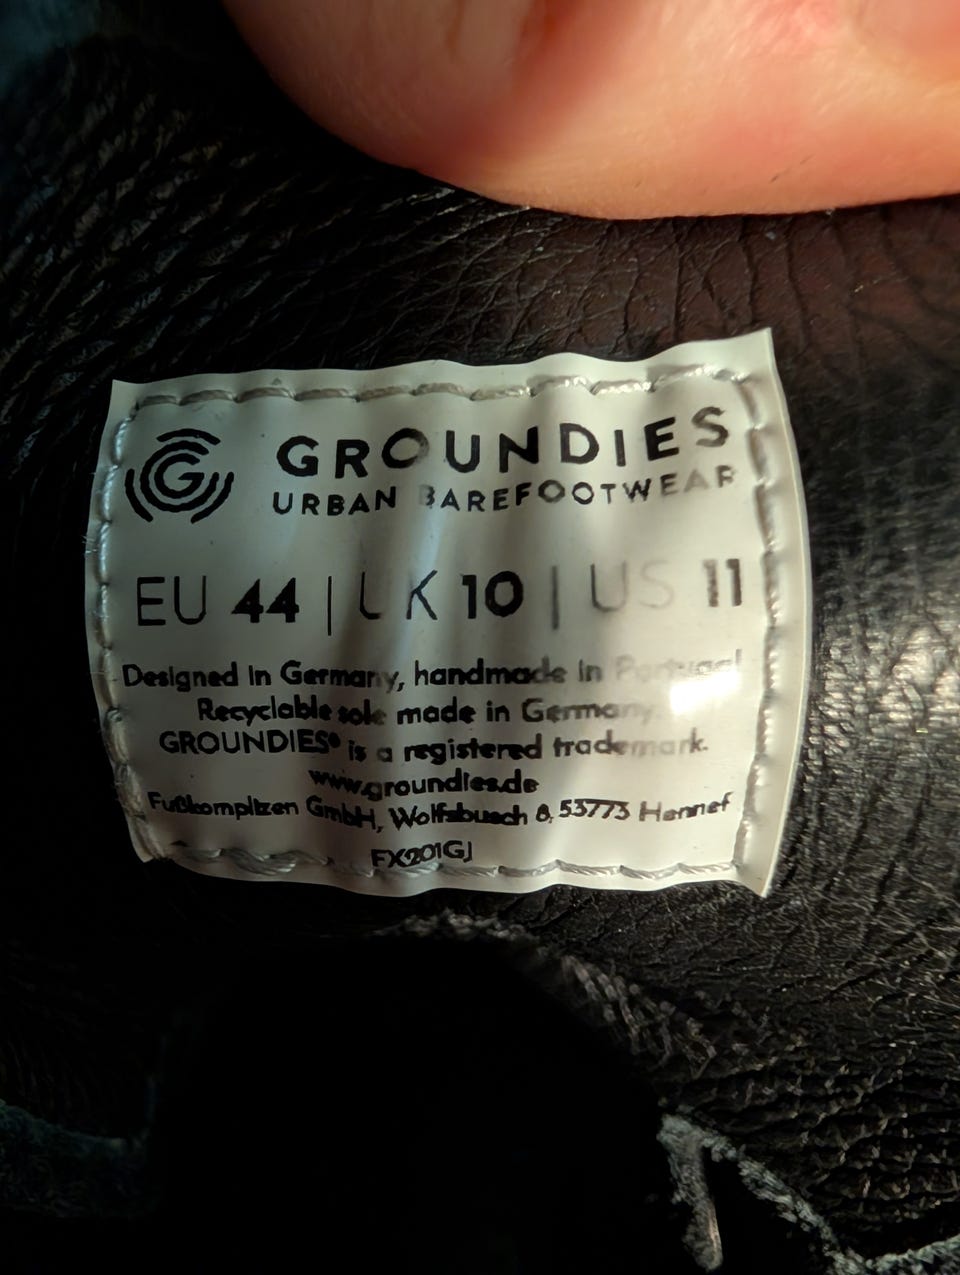 G GROUNDIES
URBAN BAREFOOTWEAR
EU 44 | UK 10 | US 11
Designed in Germany, handmade in Portugal
Recyclable sole made in Germany.
GROUNDIES® is a registered trademark.
www.groundies.de
Fußkomplizen GmbH, Wolfsbusch 8, 53773 Hennef
FX201GJ